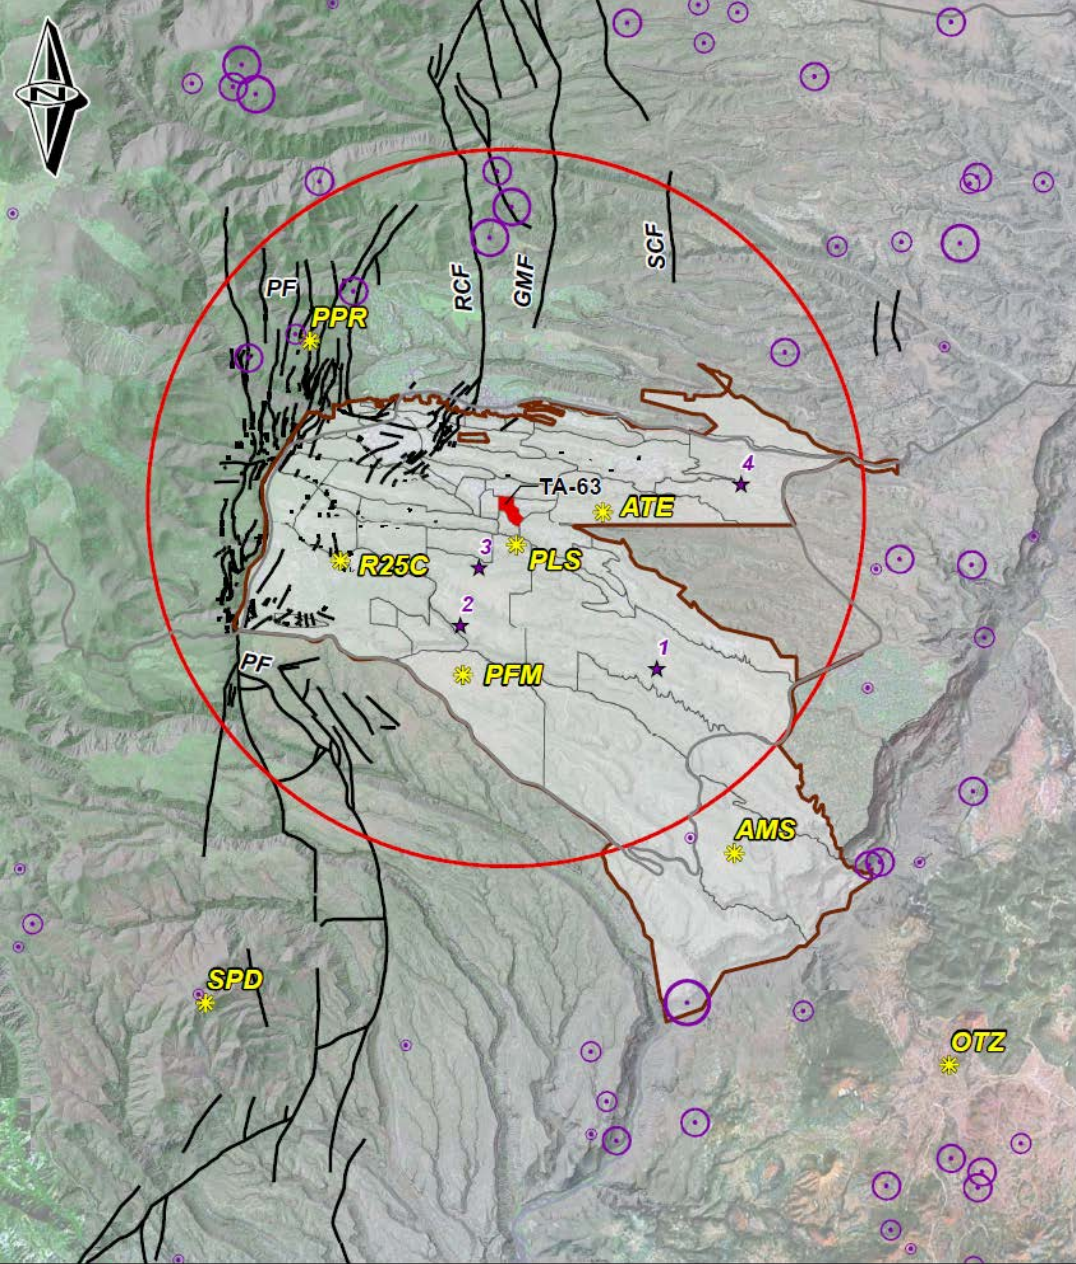 N
PF
PPR
RCF
GMF
SCF
4
TA-63
ATE
3
PLS
R25C
2
1
PF
PFM
AMS
SPD
OTZ